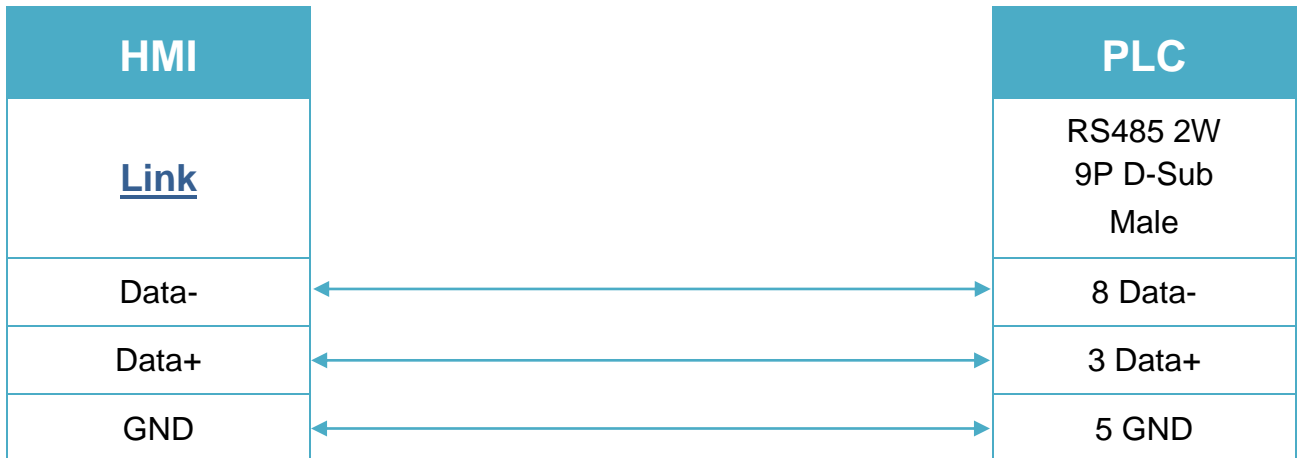 HMI
PLC
Link
RS485 2W
9P D-Sub
Male
Data-
8 Data-
Data+
3 Data+
GND
5 GND